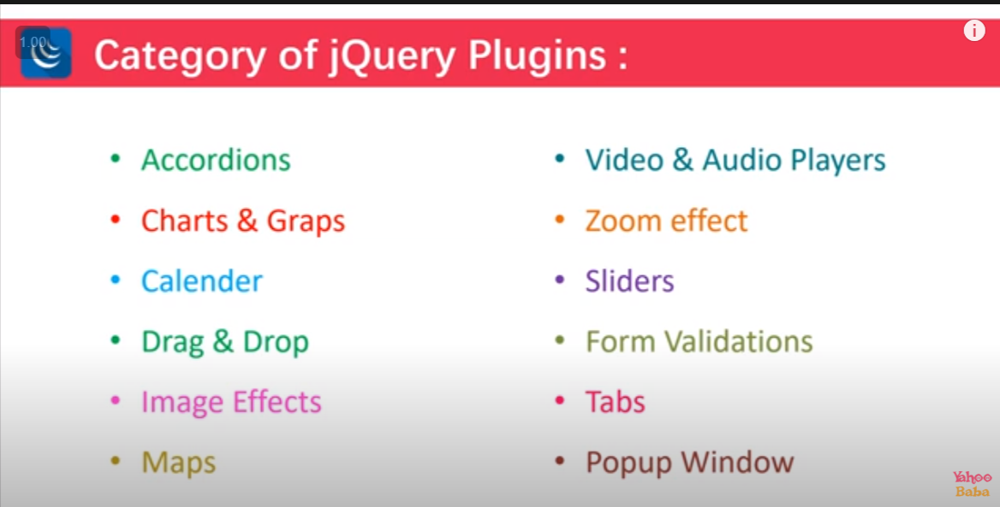 1.00
Category of jQuery Plugins :
i
Accordions
Charts & Graps
Calender
Drag & Drop
Image Effects
Maps
Video & Audio Players
Zoom effect
Sliders
Form Validations
Tabs
Popup Window
Yahoo
Baba